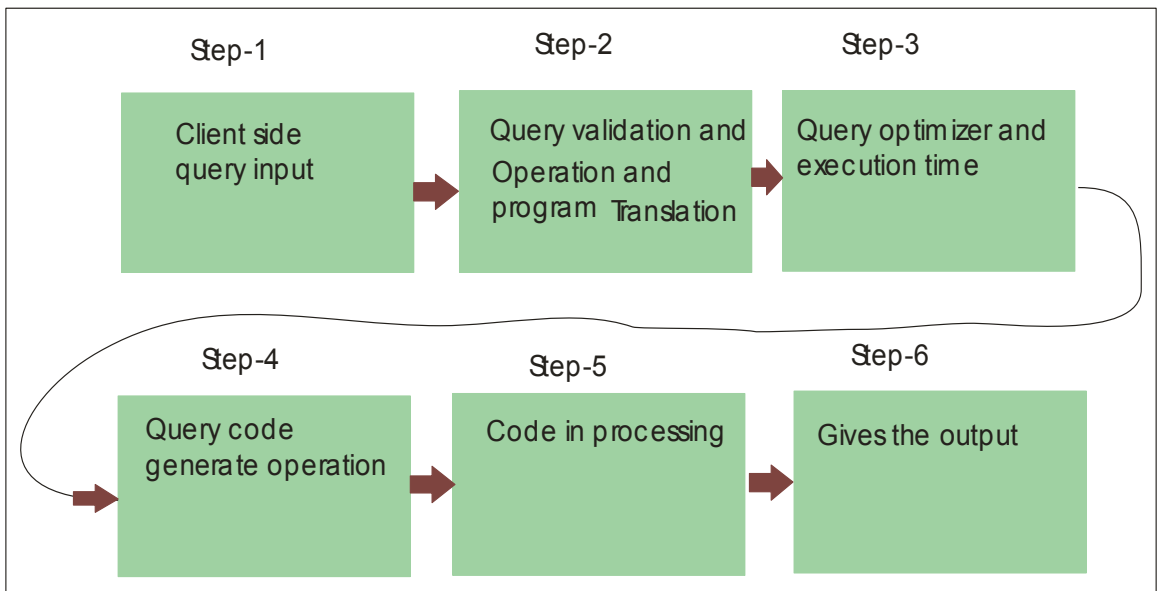 Step-1
Step-2
Step-3
Client side
query input
Query validation and
Operation and
program Translation
Query optimizer and
execution time
Step-4
Step-5
Step-6
Query code
generate operation
Code in processing
Gives the output